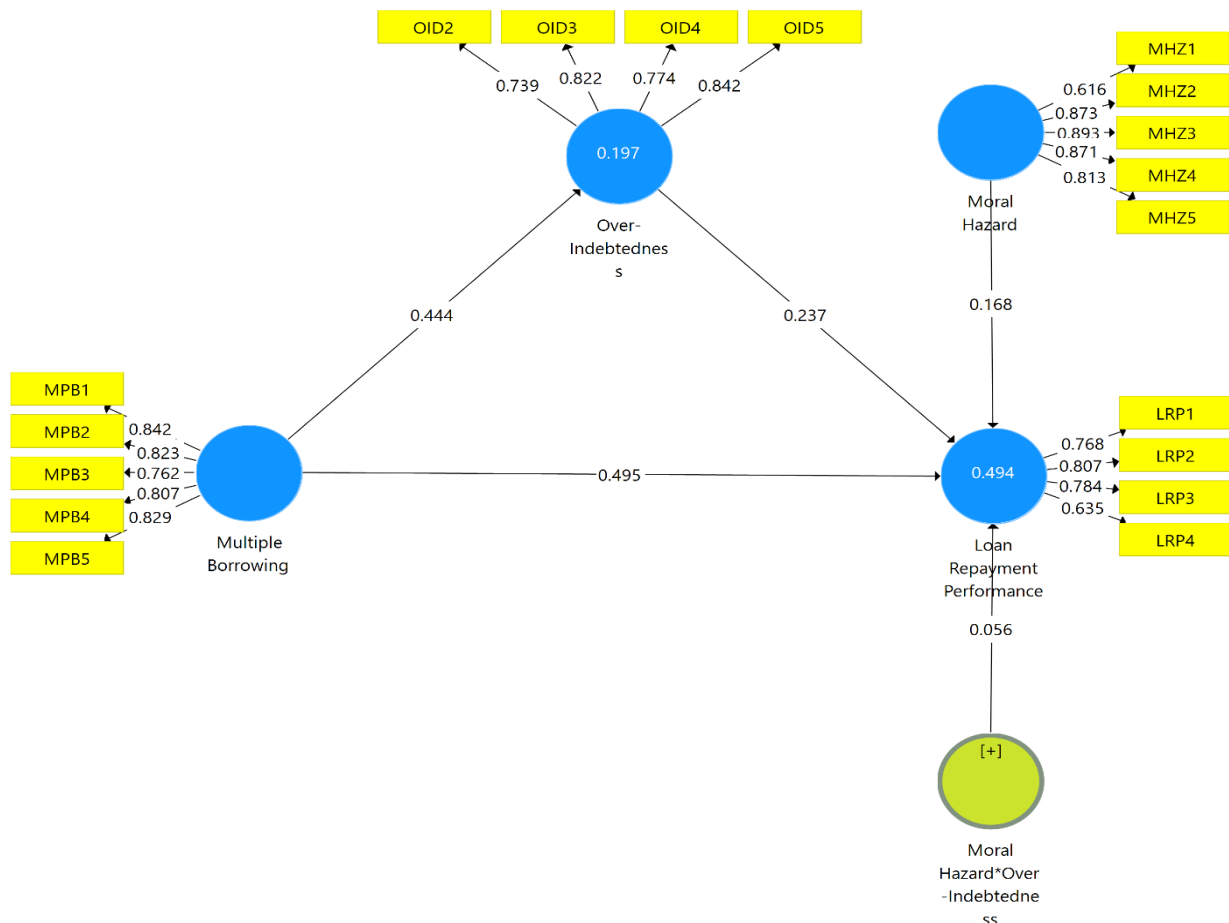 OID2
OID3
OID4
OID5
0.739
0.822
0.774
0.842
0.197
Over-
Indebtednes
s
MHZ1
MHZ2
MHZ3
MHZ4
MHZ5
0.616
0.873
0.893
0.871
0.813
Moral
Hazard
0.444
0.237
0.168
MPB1
MPB2
MPB3
MPB4
MPB5
0.842
0.823
0.762
0.807
0.829
Multiple
Borrowing
0.495
0.494
LRP1
LRP2
LRP3
LRP4
0.768
0.807
0.784
0.635
Loan
Repayment
Performance
0.056
[+]
Moral
Hazard*Over
-Indebtedne
ss